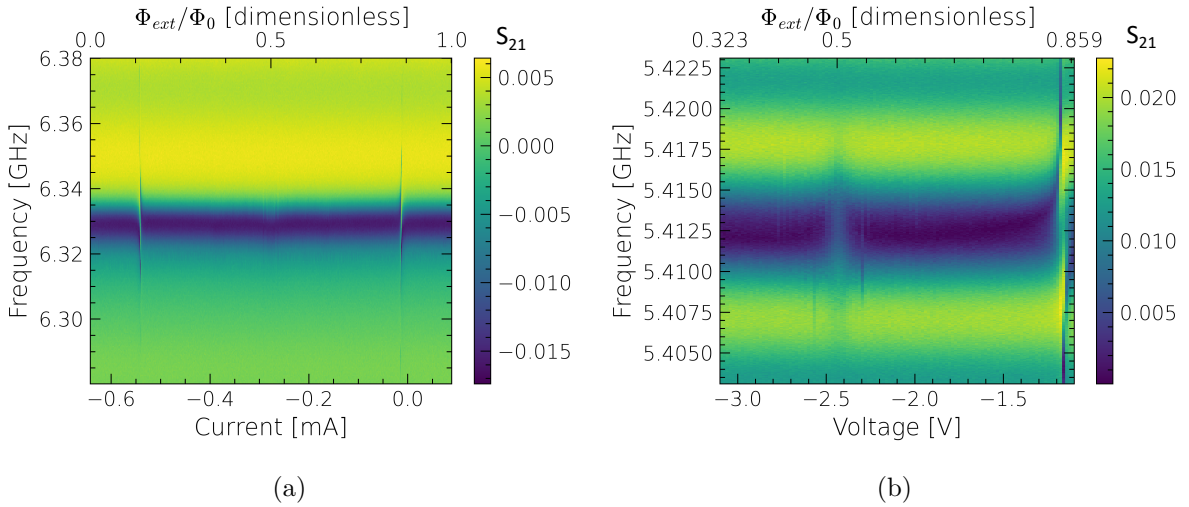 Φext/Φ0 [dimensionless]
0.0 0.5 1.0
S21
6.38
6.36
6.34
6.32
6.30
Frequency [GHz]
−0.6 −0.4 −0.2 0.0
Current [mA]
0.005
0.000
−0.005
−0.010
−0.015
(a)
Φext/Φ0 [dimensionless]
0.323 0.5 0.859
S21
5.4225
5.4200
5.4175
5.4150
5.4125
5.4100
5.4075
5.4050
Frequency [GHz]
−3.0 −2.5 −2.0 −1.5
Voltage [V]
0.020
0.015
0.010
0.005
(b)